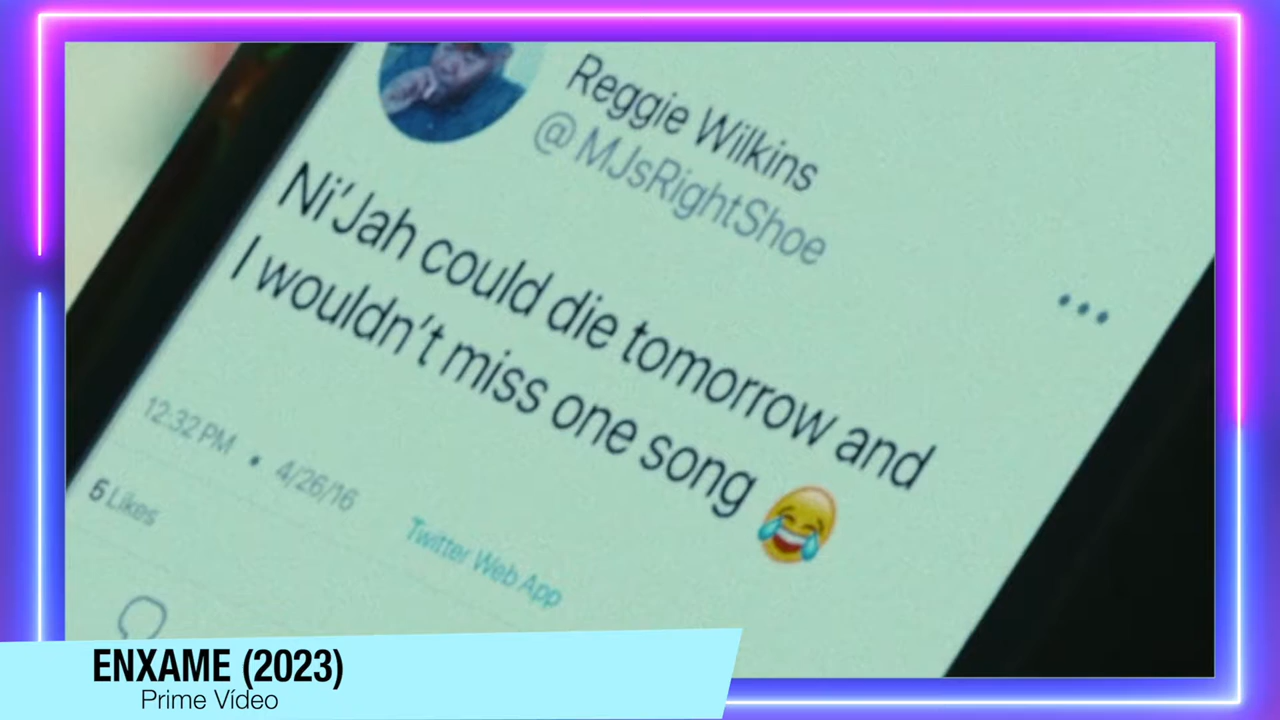 Reggie Wilkins
@MJsRightShoe
Ni'Jah could die tomorrow and
I wouldn't miss one song 😂
12:32 PM • 4/26/16
Twitter Web App
6 Likes
ENXAME (2023)
Prime Vídeo